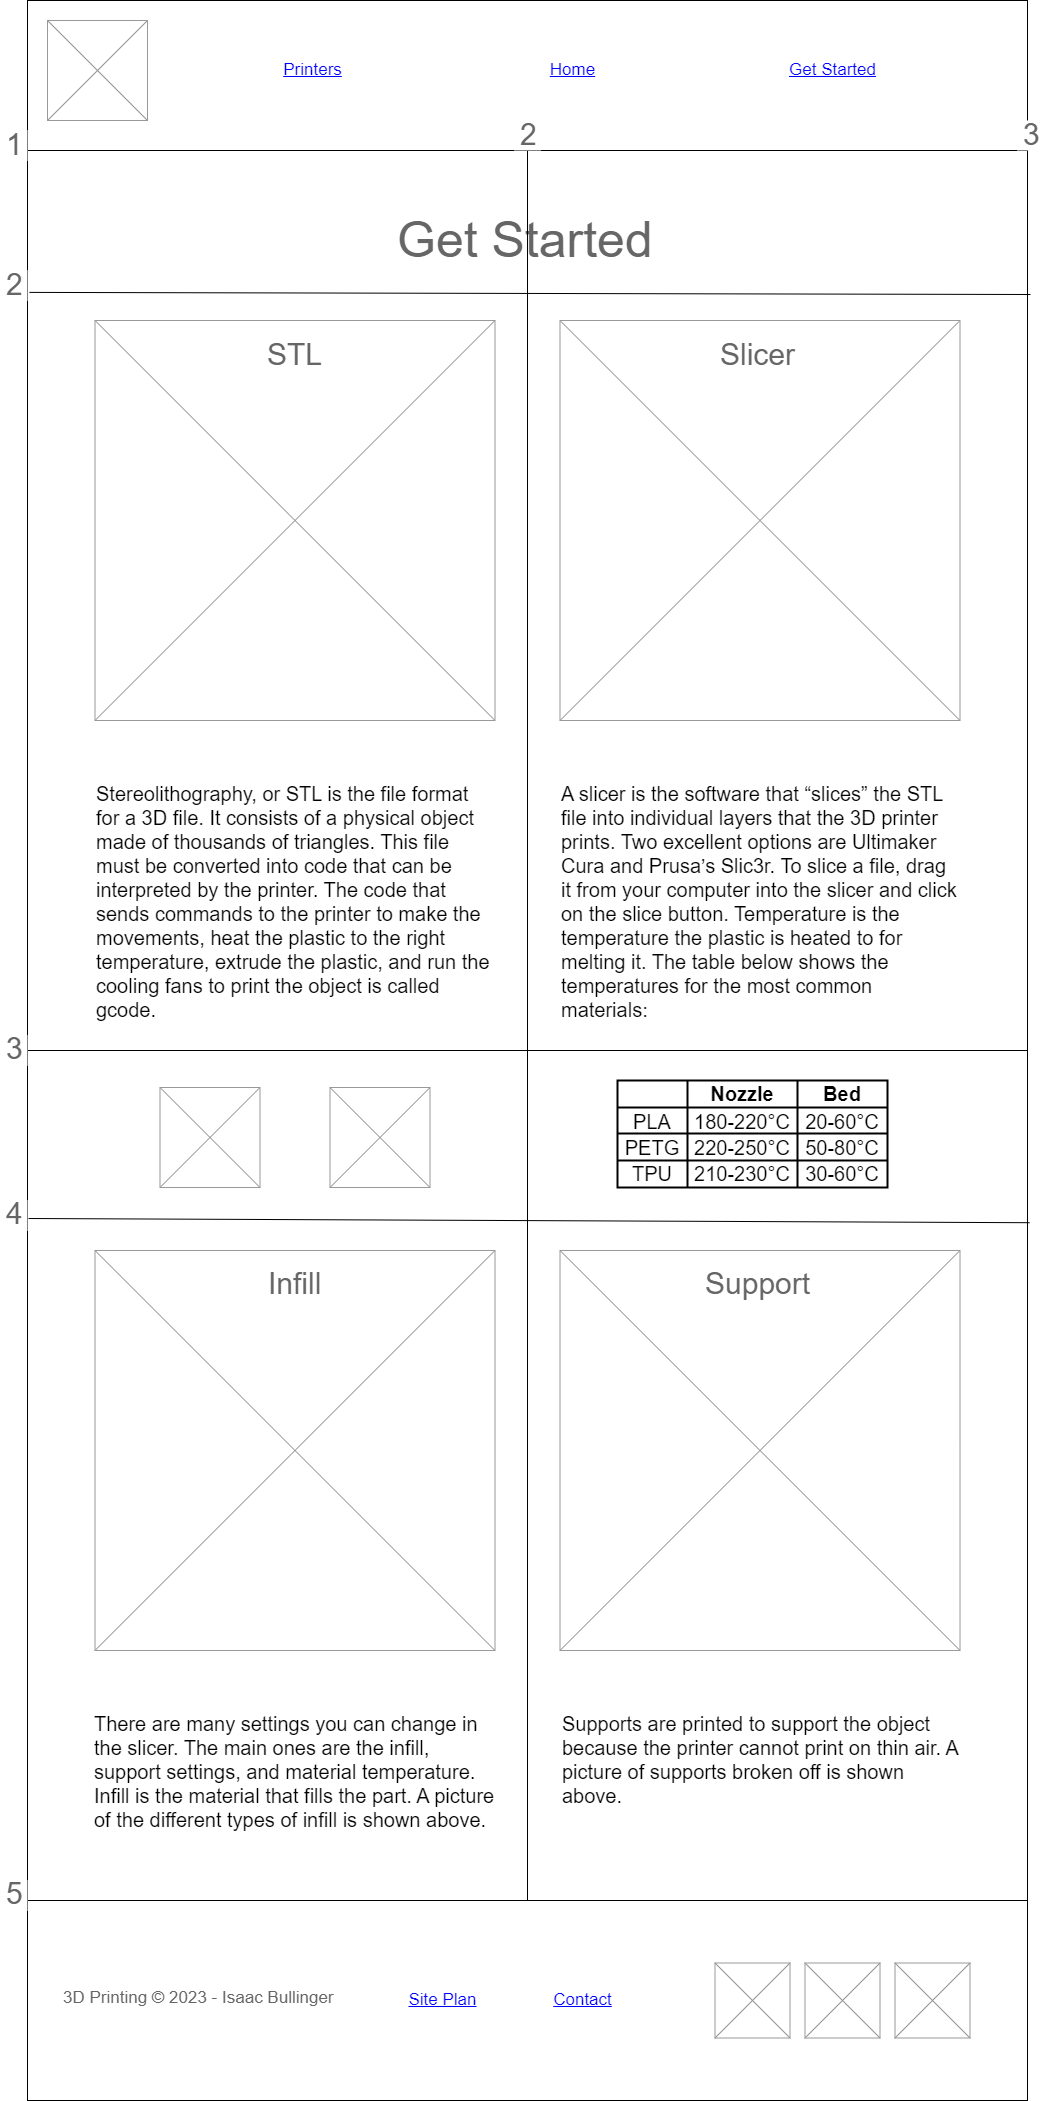 Printers
Home
Get Started
1
2
3
Get Started
2
STL
Slicer
Stereolithography, or STL is the file format
for a 3D file. It consists of a physical object
made of thousands of triangles. This file
must be converted into code that can be
interpreted by the printer. The code that
sends commands to the printer to make the
movements, heat the plastic to the right
temperature, extrude the plastic, and run the
cooling fans to print the object is called
gcode.
A slicer is the software that “slices” the STL
file into individual layers that the 3D printer
prints. Two excellent options are Ultimaker
Cura and Prusa’s Slic3r. To slice a file, drag
it from your computer into the slicer and click
on the slice button. Temperature is the
temperature the plastic is heated to for
melting it. The table below shows the
temperatures for the most common
materials:
3
Nozzle Bed
PLA 180-220°C 20-60°C
PETG 220-250°C 50-80°C
TPU 210-230°C 30-60°C
4
Infill
Support
There are many settings you can change in
the slicer. The main ones are the infill,
support settings, and material temperature.
Infill is the material that fills the part. A picture
of the different types of infill is shown above.
Supports are printed to support the object
because the printer cannot print on thin air. A
picture of supports broken off is shown
above.
5
3D Printing © 2023 - Isaac Bullinger
Site Plan
Contact